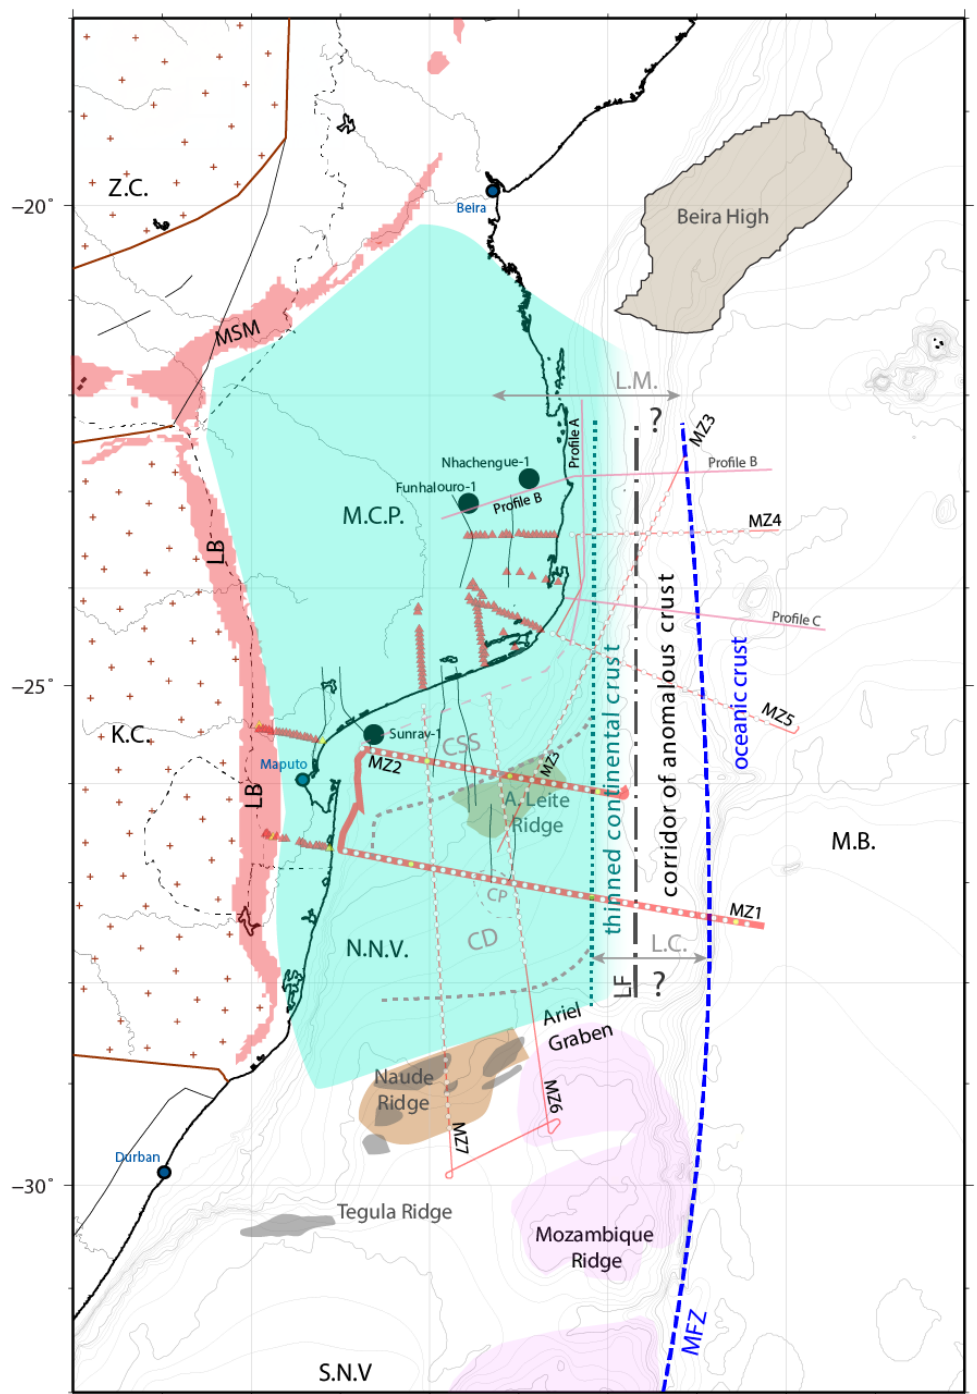 Z.C.
−20°
Beira
Beira High
MSM
L.M.
?
MZ3
Profile A
Nhachengue-1
Profile B
Funhalouro-1
Profile B
M.C.P.
MZ4
LB
Profile C
−25°
thinned continental crust
corridor of anomalous crust
oceanic crust
MZ5
K.C.
Sunray-1
CSS
Maputo
MZ2
MZ3
LB
A. Leite
Ridge
M.B.
CP
MZ1
CD
N.N.V.
L.C.
LF
?
Ariel
Graben
Naude
Ridge
MZ6
MZ7
Durban
−30°
Tegula Ridge
Mozambique
Ridge
MFZ
S.N.V